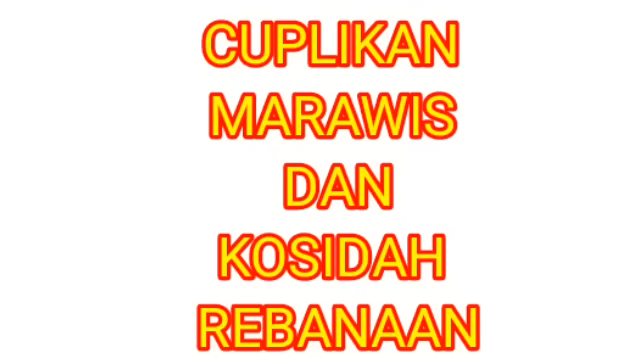 CUPLIKAN
MARAWIS
DAN
KOSIDAH
REBANAAN